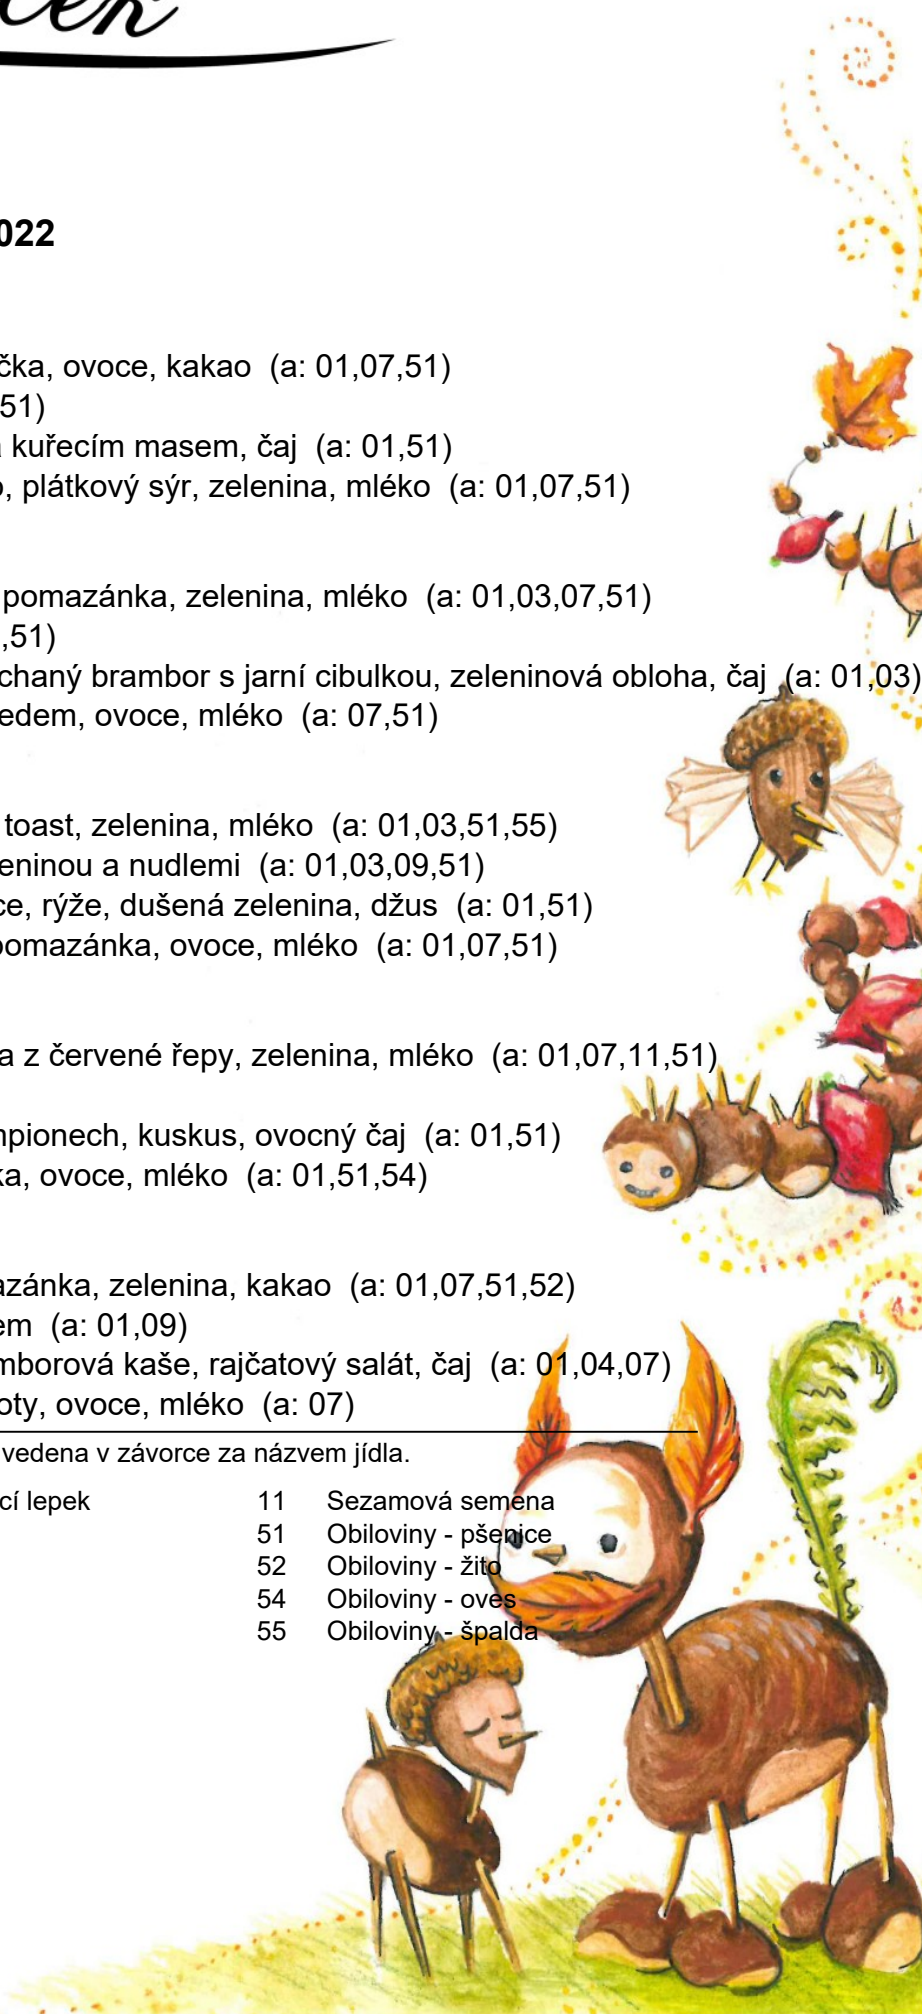 022
čka, ovoce, kakao (a: 01,07,51)
51)
kuřecím masem, čaj (a: 01,51)
, plátkový sýr, zelenina, mléko (a: 01,07,51)
pomazánka, zelenina, mléko (a: 01,03,07,51)
,51)
chaný brambor s jarní cibulkou, zeleninová obloha, čaj (a: 01,03)
edem, ovoce, mléko (a: 07,51)
toast, zelenina, mléko (a: 01,03,51,55)
eninou a nudlemi (a: 01,03,09,51)
ce, rýže, dušená zelenina, džus (a: 01,51)
pomazánka, ovoce, mléko (a: 01,07,51)
a z červené řepy, zelenina, mléko (a: 01,07,11,51)
mpionech, kuskus, ovocný čaj (a: 01,51)
ka, ovoce, mléko (a: 01,51,54)
azánka, zelenina, kakao (a: 01,07,51,52)
em (a: 01,09)
mborová kaše, rajčatový salát, čaj (a: 01,04,07)
oty, ovoce, mléko (a: 07)
vedena v závorce za názvem jídla.
cí lepek 11 Sezamová semena
51 Obiloviny - pšenice
52 Obiloviny - žito
54 Obiloviny - oves
55 Obiloviny - špalda